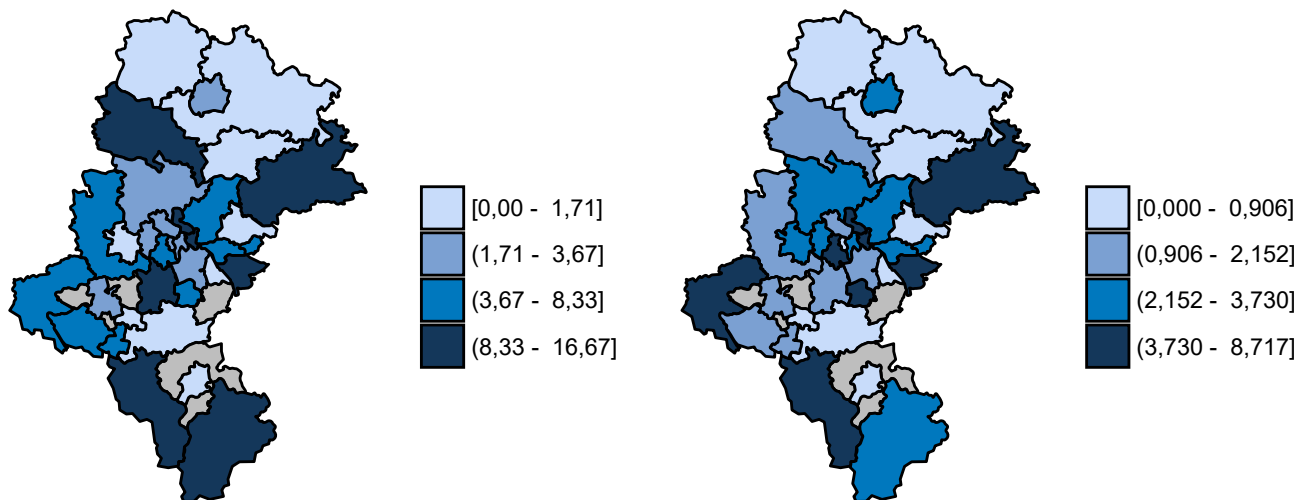 [0,00 - 1,71]
(1,71 - 3,67]
(3,67 - 8,33]
(8,33 - 16,67]
[0,000 - 0,906]
(0,906 - 2,152]
(2,152 - 3,730]
(3,730 - 8,717]